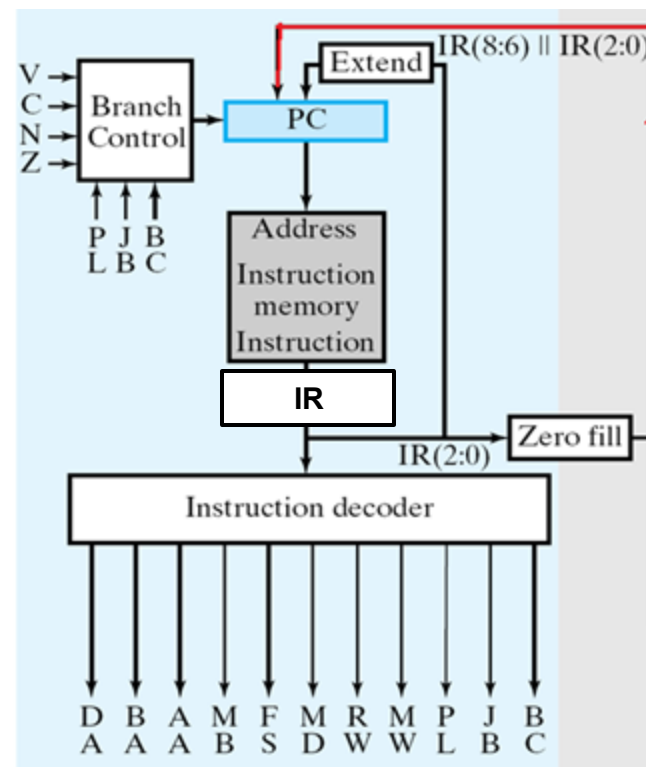 IR(8:6) || IR(2:0)
Extend
V
C
N
Z
Branch
Control
PC
P J B
L B C
Address
Instruction
memory
Instruction
IR
IR(2:0)
Zero fill
Instruction decoder
D B A M F M R M P J B
A A A B S D W W L B C